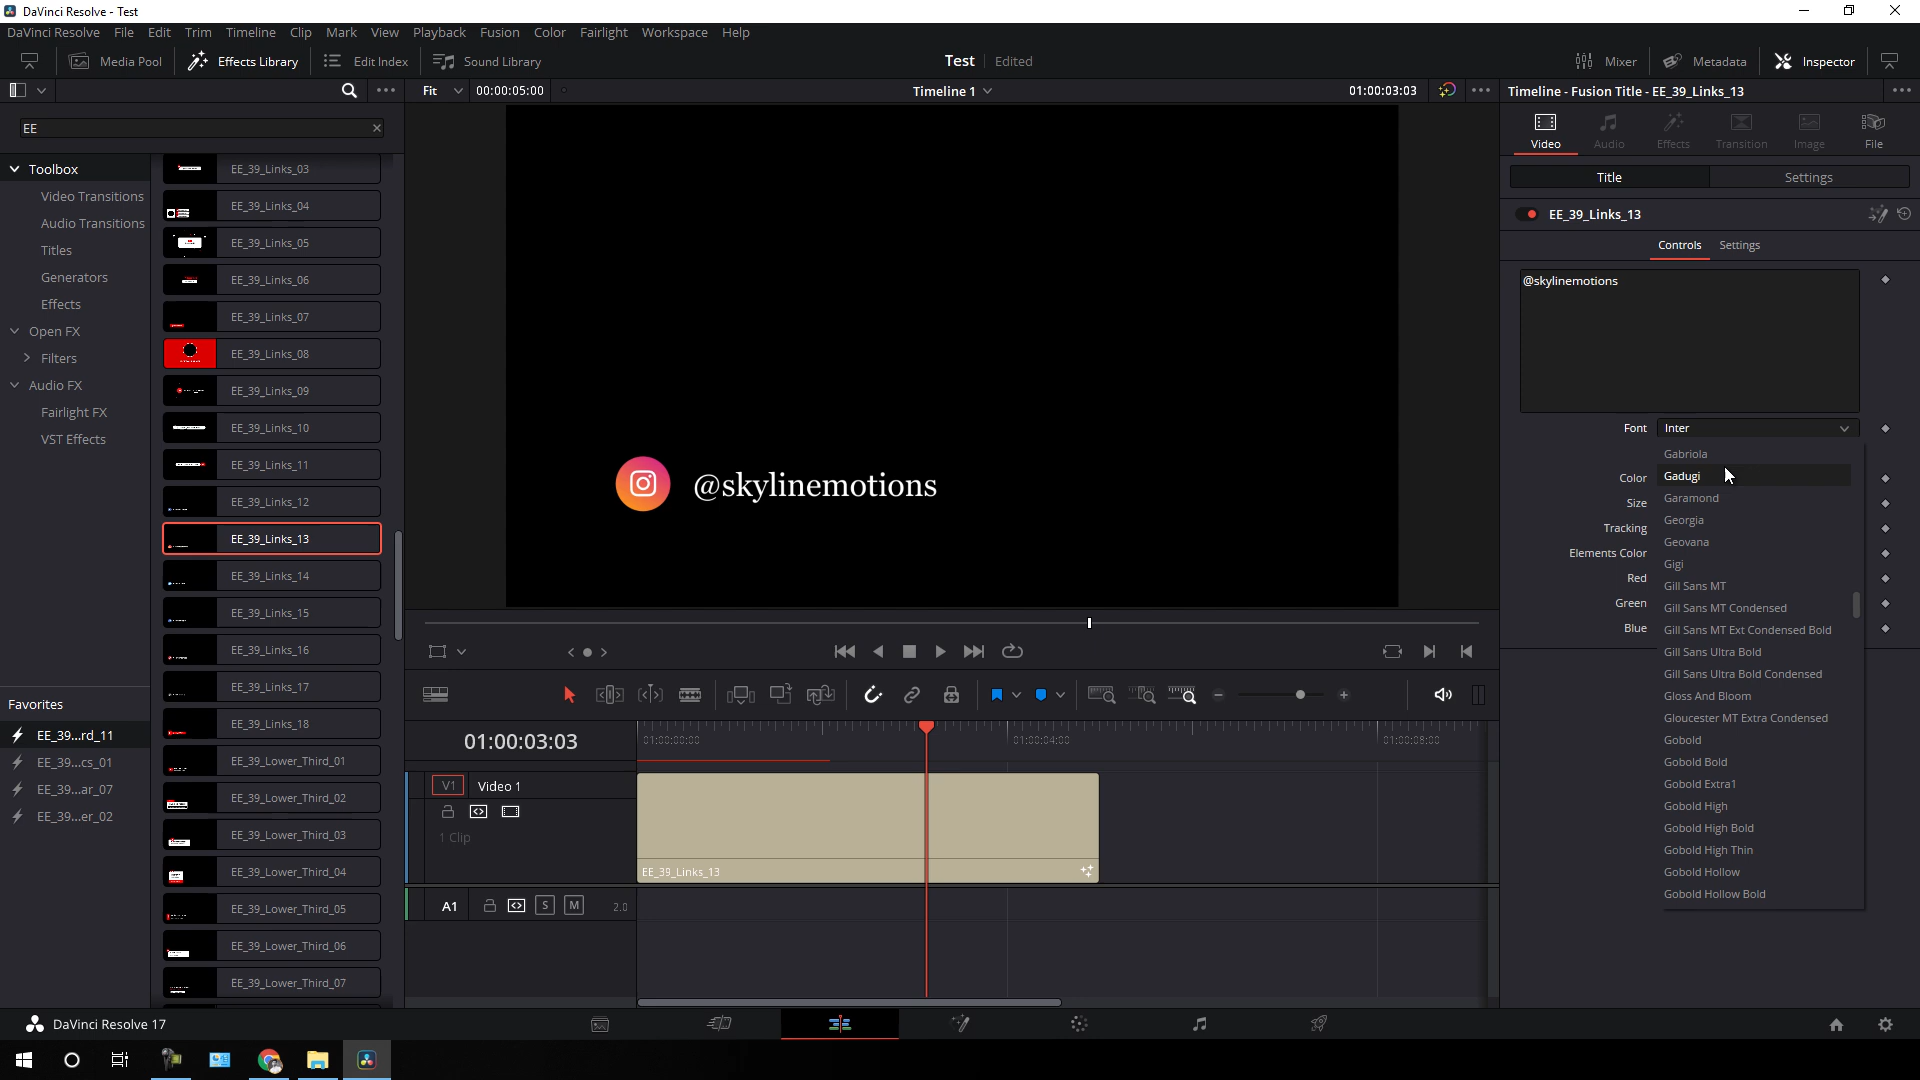 DaVinci Resolve - Test
DaVinci Resolve File Edit Trim Timeline Clip Mark View Playback Fusion Color Fairlight Workspace Help
Media Pool Effects Library Edit Index Sound Library Test Edited Mixer Metadata Inspector
Fit 00:00:05:00 Timeline 1 01:00:03:03 Timeline - Fusion Title - EE_39_Links_13
EE
Video Audio Effects Transition Image File
Title Settings
EE_39_Links_13
Controls Settings
@skylinemotions
Font Inter
Color
Size
Tracking
Elements Color
Red
Green
Blue
Gabriola
Gadugi
Garamond
Georgia
Geovana
Gigi
Gill Sans MT
Gill Sans MT Condensed
Gill Sans MT Ext Condensed Bold
Gill Sans Ultra Bold
Gill Sans Ultra Bold Condensed
Gloss And Bloom
Gloucester MT Extra Condensed
Gobold
Gobold Bold
Gobold Extra1
Gobold High
Gobold High Bold
Gobold High Thin
Gobold Hollow
Gobold Hollow Bold
Toolbox
Video Transitions
Audio Transitions
Titles
Generators
Effects
Open FX
Filters
Audio FX
Fairlight FX
VST Effects
Favorites
EE_39...rd_11
EE_39...cs_01
EE_39...ar_07
EE_39...er_02
EE_39_Links_03
EE_39_Links_04
EE_39_Links_05
EE_39_Links_06
EE_39_Links_07
EE_39_Links_08
EE_39_Links_09
EE_39_Links_10
EE_39_Links_11
EE_39_Links_12
EE_39_Links_13
EE_39_Links_14
EE_39_Links_15
EE_39_Links_16
EE_39_Links_17
EE_39_Links_18
EE_39_Lower_Third_01
EE_39_Lower_Third_02
EE_39_Lower_Third_03
EE_39_Lower_Third_04
EE_39_Lower_Third_05
EE_39_Lower_Third_06
EE_39_Lower_Third_07
@skylinemotions
01:00:03:03 01:00:00:00 01:00:04:00 01:00:08:00
V1 Video 1
1 Clip
EE_39_Links_13
A1 S M 2.0
DaVinci Resolve 17